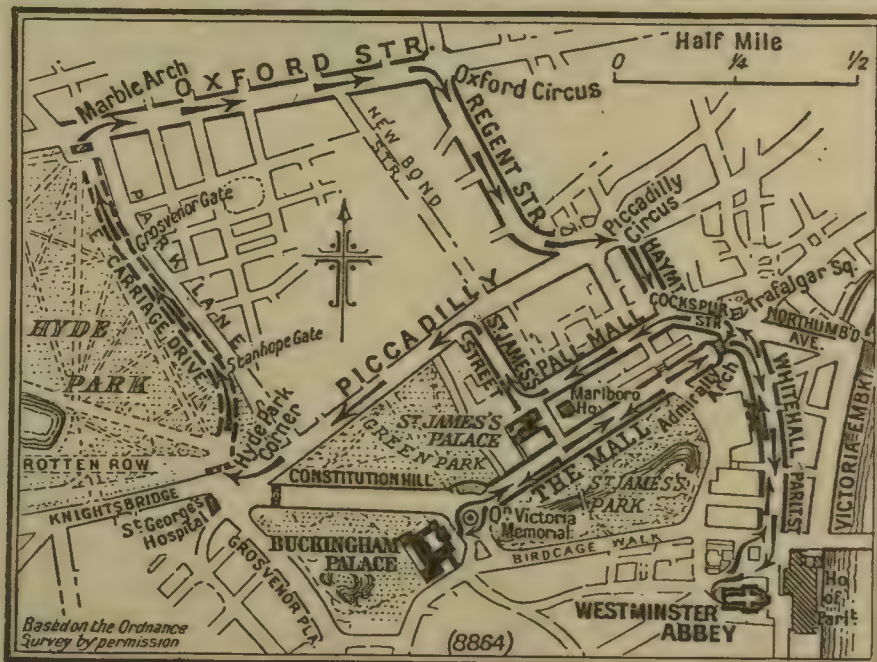 Half Mile
0 1/4 1/2
Marble Arch
OXFORD STR.
Oxford Circus
REGENT STR.
NEW BOND
STR.
PARK LANE
Grosvenor Gate
E. CARRIAGE DRIVE
HYDE
PARK
Stanhope Gate
Piccadilly
Circus
HAYMT
COCKSPUR
STR
Trafalgar Sq.
NORTHUMB'D
AVE.
PICCADILLY
ST JAMES'S
STREET
PALL MALL
Marlboro
Ho.
Admiralty
Arch
WHITEHALL
PARLT ST
VICTORIA EMBKT
Hyde Park
Corner
ST JAMES'S
PALACE
GREEN PARK
THE MALL
ST JAMES'S
PARK
ROTTEN ROW
CONSTITUTION HILL
KNIGHTSBRIDGE
St George's
Hospital
GROSVENOR PLA.
Qn Victoria
Memorial
BUCKINGHAM
PALACE
BIRDCAGE WALK
WESTMINSTER
ABBEY
Ho
of
Parlt
Based on the Ordnance
Survey by permission
(8864)